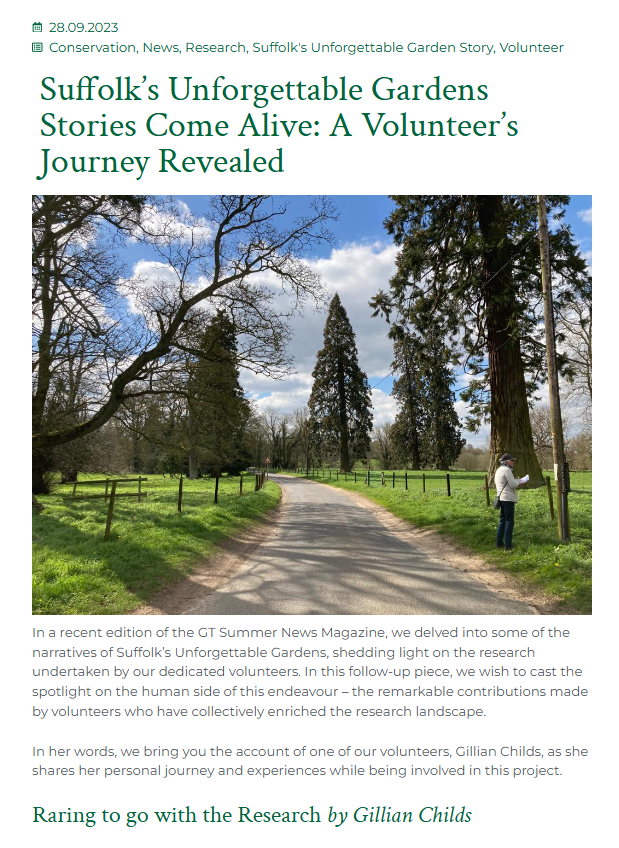 28.09.2023
Conservation, News, Research, Suffolk's Unforgettable Garden Story, Volunteer
Suffolk’s Unforgettable Gardens
Stories Come Alive: A Volunteer’s
Journey Revealed
In a recent edition of the GT Summer News Magazine, we delved into some of the
narratives of Suffolk’s Unforgettable Gardens, shedding light on the research
undertaken by our dedicated volunteers. In this follow-up piece, we wish to cast the
spotlight on the human side of this endeavour – the remarkable contributions made
by volunteers who have collectively enriched the research landscape.
In her words, we bring you the account of one of our volunteers, Gillian Childs, as she
shares her personal journey and experiences while being involved in this project.
Raring to go with the Research by Gillian Childs